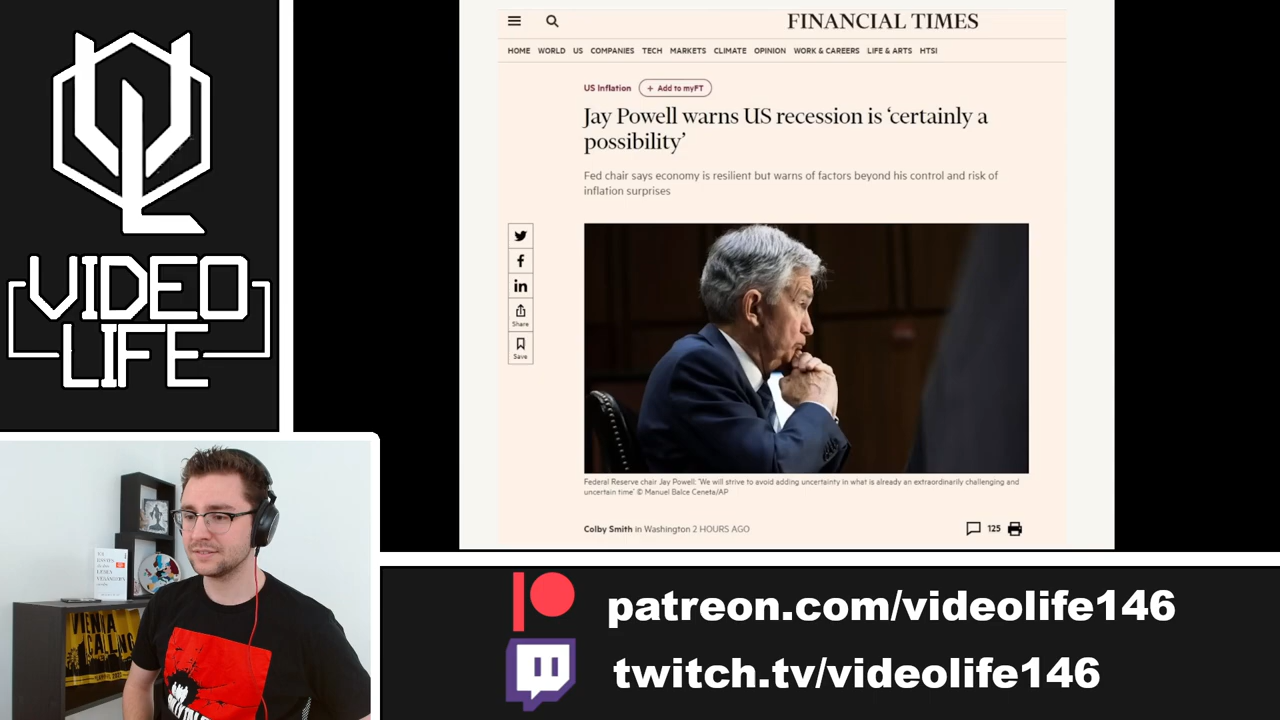 VIDEO
LIFE
FINANCIAL TIMES
HOME WORLD US COMPANIES TECH MARKETS CLIMATE OPINION WORK & CAREERS LIFE & ARTS HTSI
US Inflation + Add to myFT
Jay Powell warns US recession is ‘certainly a
possibility’
Fed chair says economy is resilient but warns of factors beyond his control and risk of
inflation surprises
Share
Save
Federal Reserve chair Jay Powell: ‘We will strive to avoid adding uncertainty in what is already an extraordinarily challenging and
uncertain time’ © Manuel Balce Ceneta/AP
Colby Smith in Washington 2 HOURS AGO
125
VIENNA
CALLING
patreon.com/videolife146
twitch.tv/videolife146